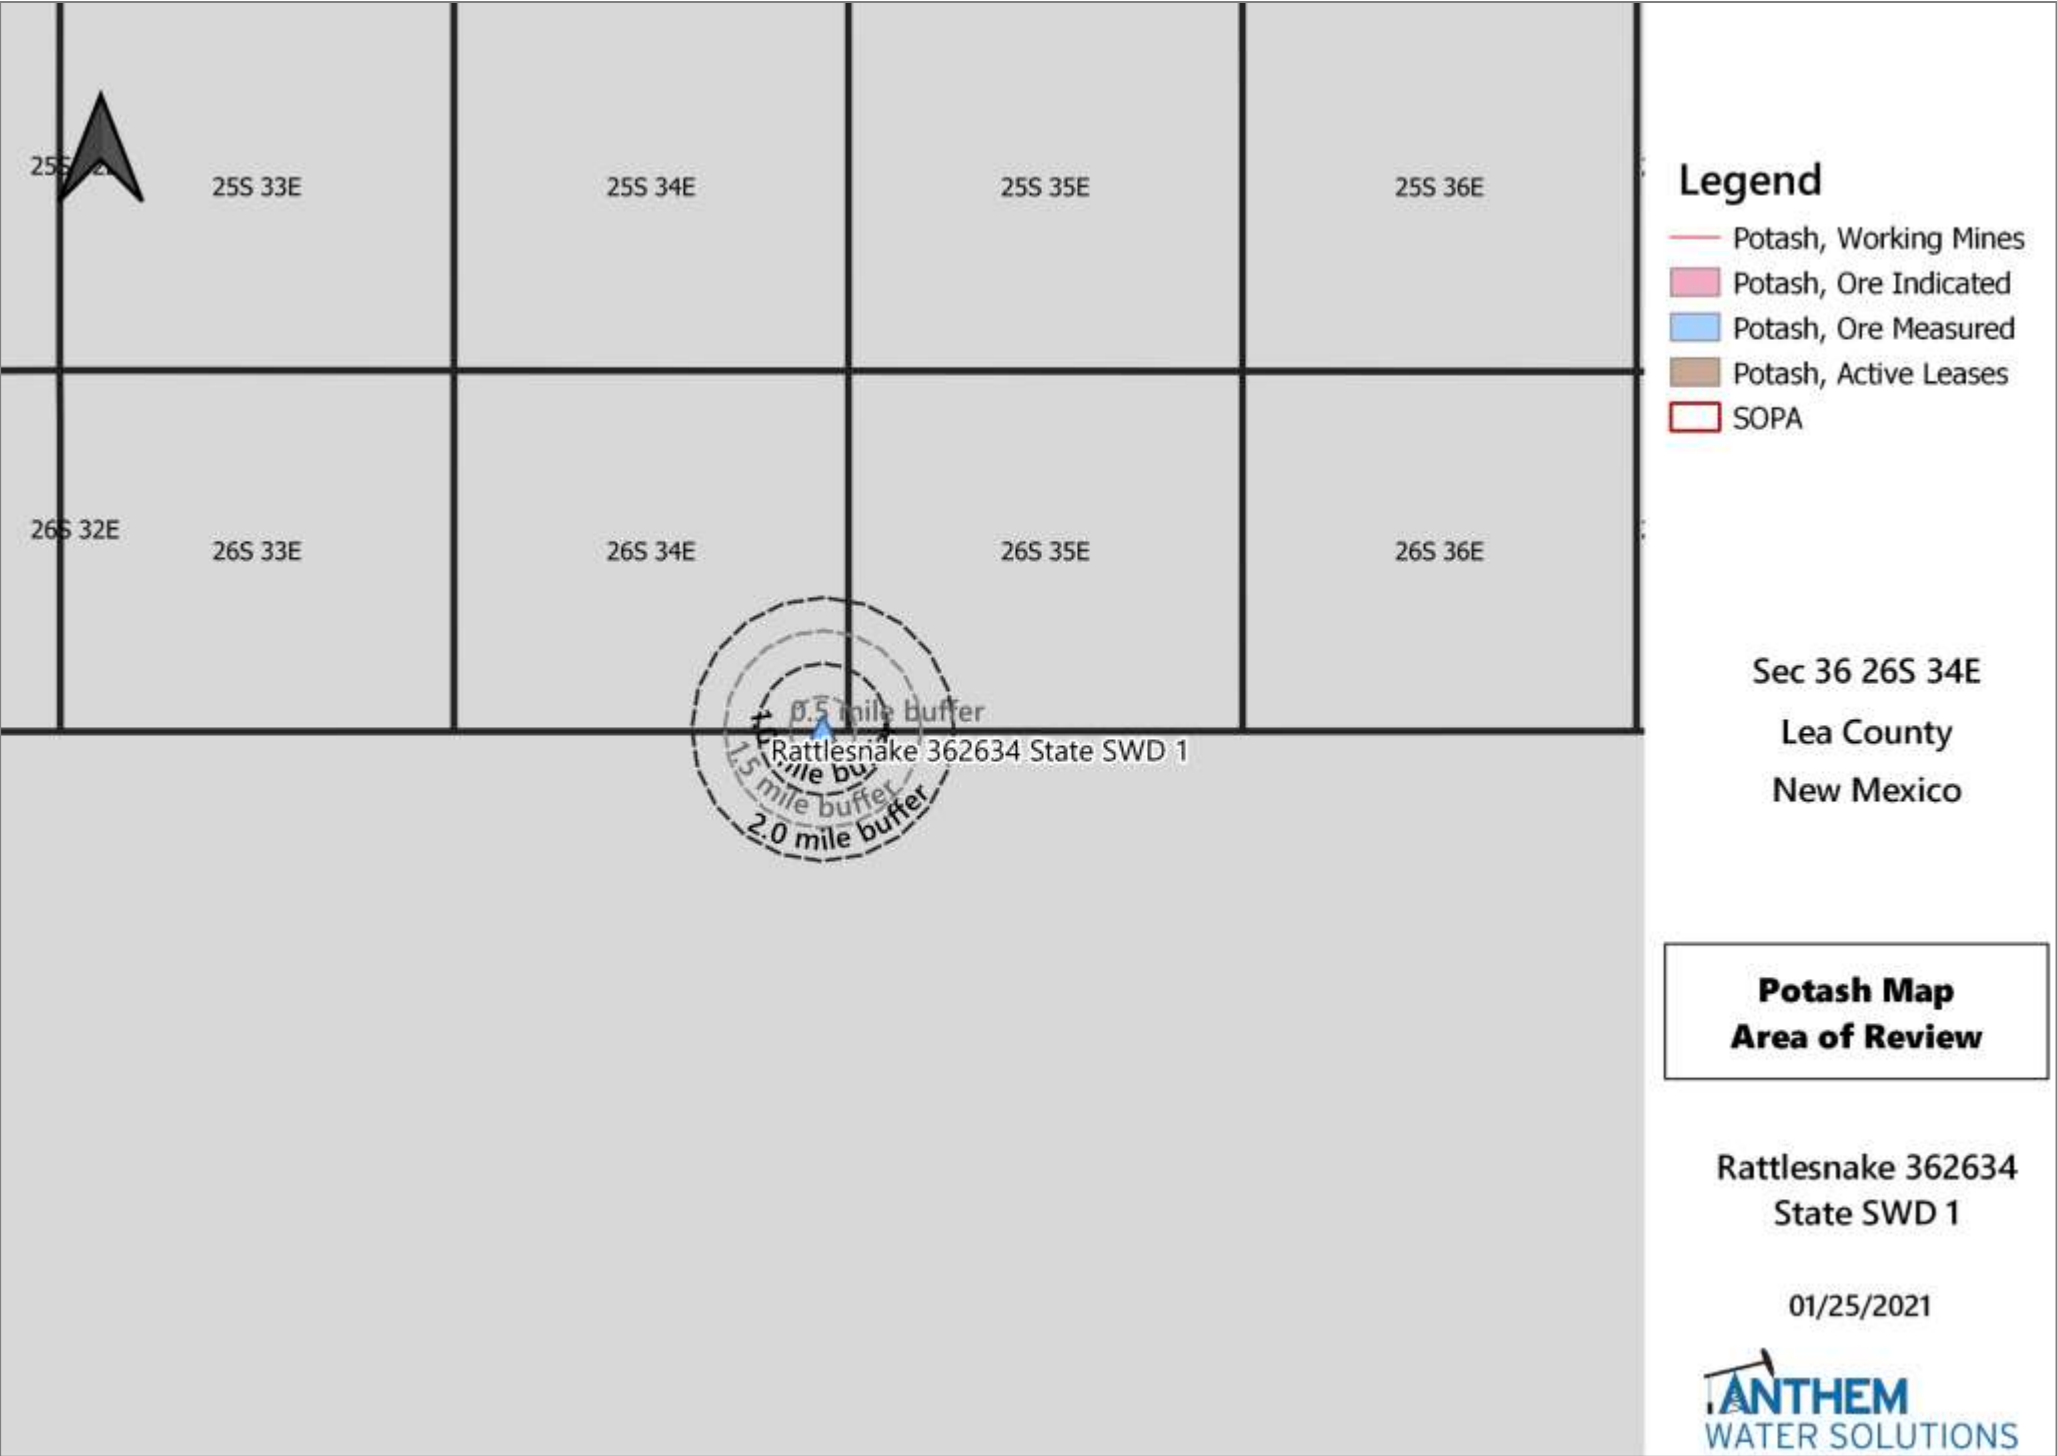 25S 33E
25S 34E
25S 35E
25S 36E
26S 32E
26S 33E
26S 34E
26S 35E
26S 36E
0.5 mile buffer
Rattlesnake 362634 State SWD 1
1.5 mile buffer
2.0 mile buffer
Legend
Potash, Working Mines
Potash, Ore Indicated
Potash, Ore Measured
Potash, Active Leases
SOPA
Sec 36 26S 34E
Lea County
New Mexico
Potash Map
Area of Review
Rattlesnake 362634
State SWD 1
01/25/2021
ANTHEM
WATER SOLUTIONS